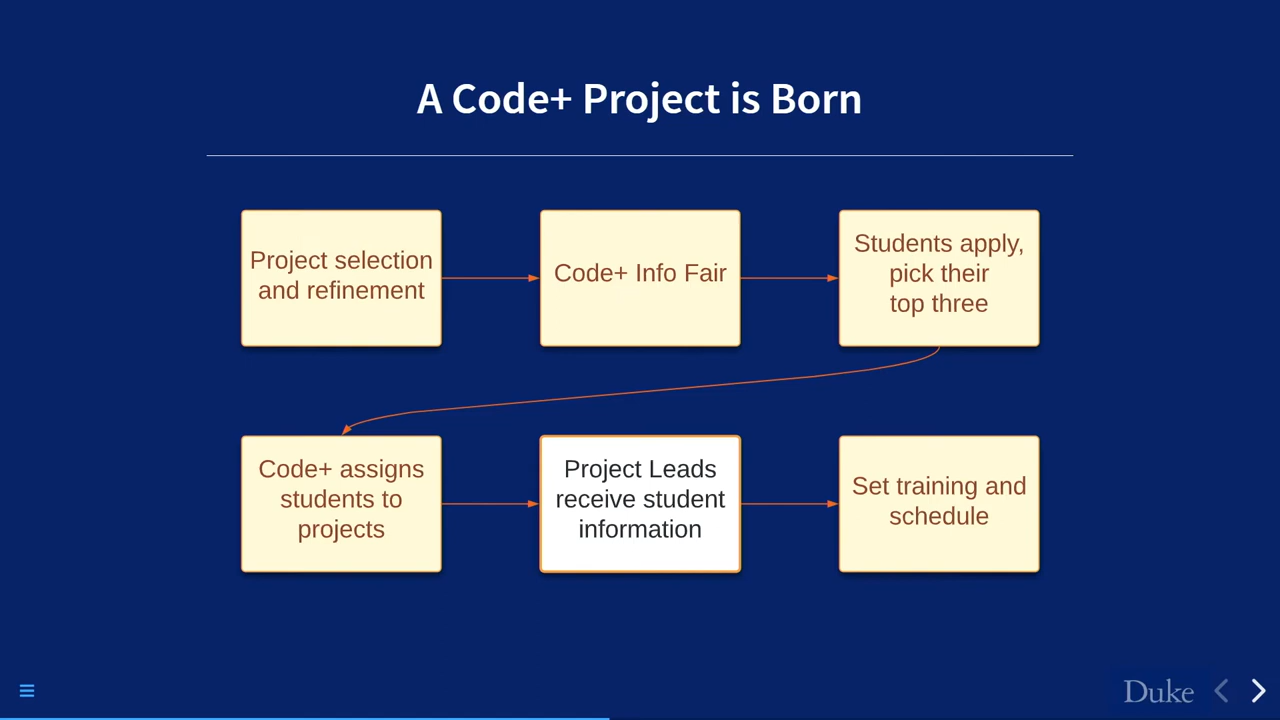 A Code+ Project is Born
Project selection
and refinement
Code+ Info Fair
Students apply,
pick their
top three
Code+ assigns
students to
projects
Project Leads
receive student
information
Set training and
schedule
Duke